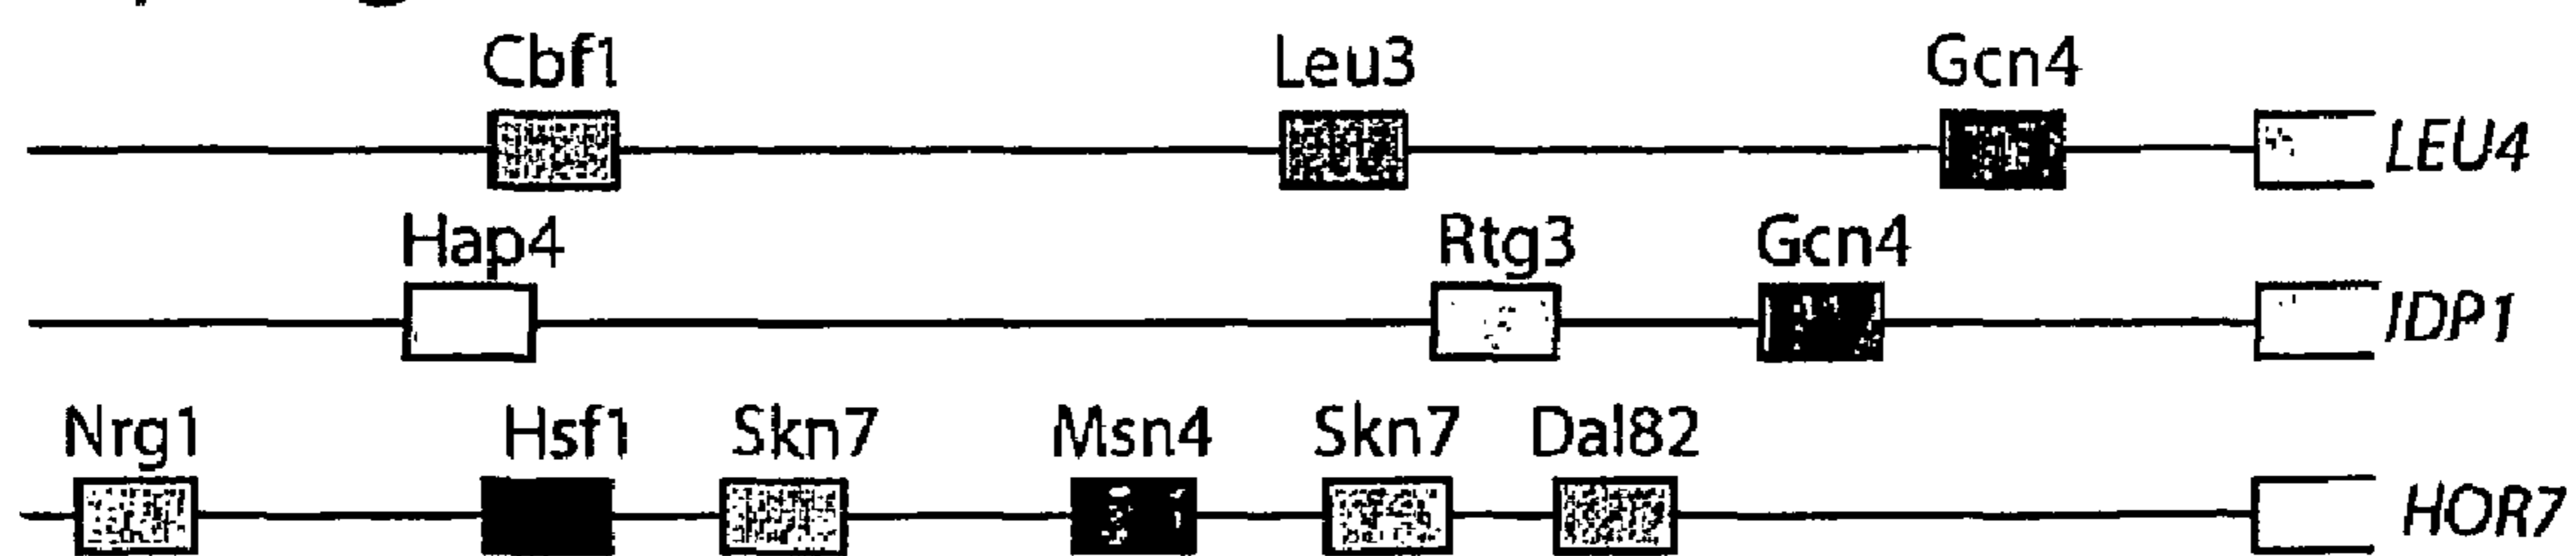 Cbf1 Leu3 Gcn4
LEU4
Hap4 Rtg3 Gcn4
IDP1
Nrg1 Hsf1 Skn7 Msn4 Skn7 Dal82
HOR7